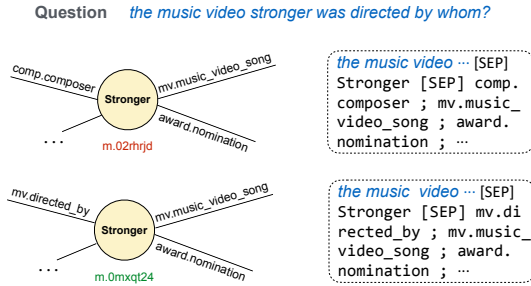 Question the music video stronger was directed by whom?
comp.composer
mv.music_video_song
Stronger
award.nomination
...
m.02rhrjd
the music video ··· [SEP]
Stronger [SEP] comp.
composer ; mv.music_
video_song ; award.
nomination ; ···
mv.directed_by
mv.music_video_song
Stronger
award.nomination
...
m.0mxqt24
the music video ··· [SEP]
Stronger [SEP] mv.di
rected_by ; mv.music_
video_song ; award.
nomination ; ···